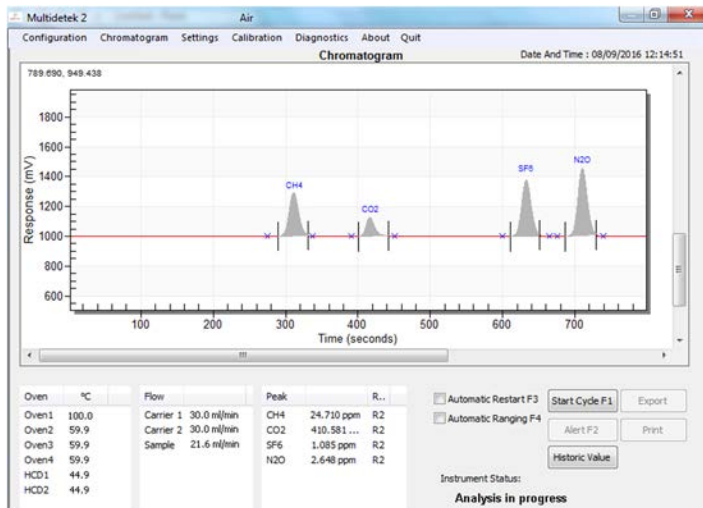 Multidetek 2 Air
Configuration Chromatogram Settings Calibration Diagnostics About Quit
Chromatogram Date And Time : 08/09/2016 12:14:51
789.690, 949.438
Response (mV)
1800
1600
1400
1200
1000
800
600
CH4
CO2
SF6
N2O
100 200 300 400 500 600 700
Time (seconds)
Oven °C
Oven1 100.0
Oven2 59.9
Oven3 59.9
Oven4 59.9
HCD1 44.9
HCD2 44.9
Flow
Carrier 1 30.0 ml/min
Carrier 2 30.0 ml/min
Sample 21.6 ml/min
Peak R..
CH4 24.710 ppm R2
CO2 410.581 ... R2
SF6 1.085 ppm R2
N2O 2.648 ppm R2
Automatic Restart F3
Automatic Ranging F4
Start Cycle F1 Export
Alert F2 Print
Historic Value
Instrument Status:
Analysis in progress